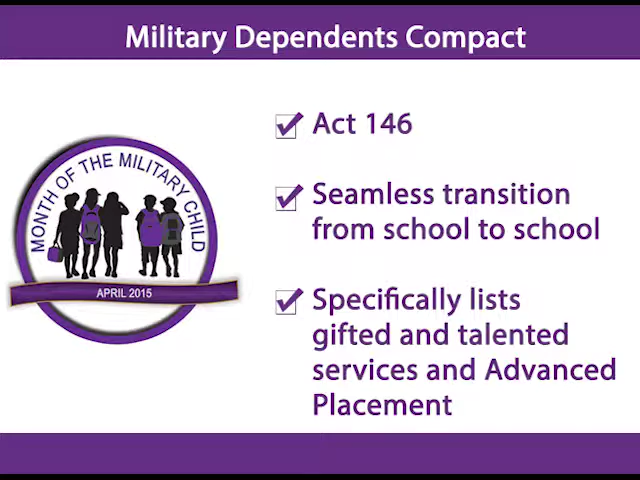 Military Dependents Compact
MONTH OF THE MILITARY CHILD
APRIL 2015
Act 146
Seamless transition
from school to school
Specifically lists
gifted and talented
services and Advanced
Placement